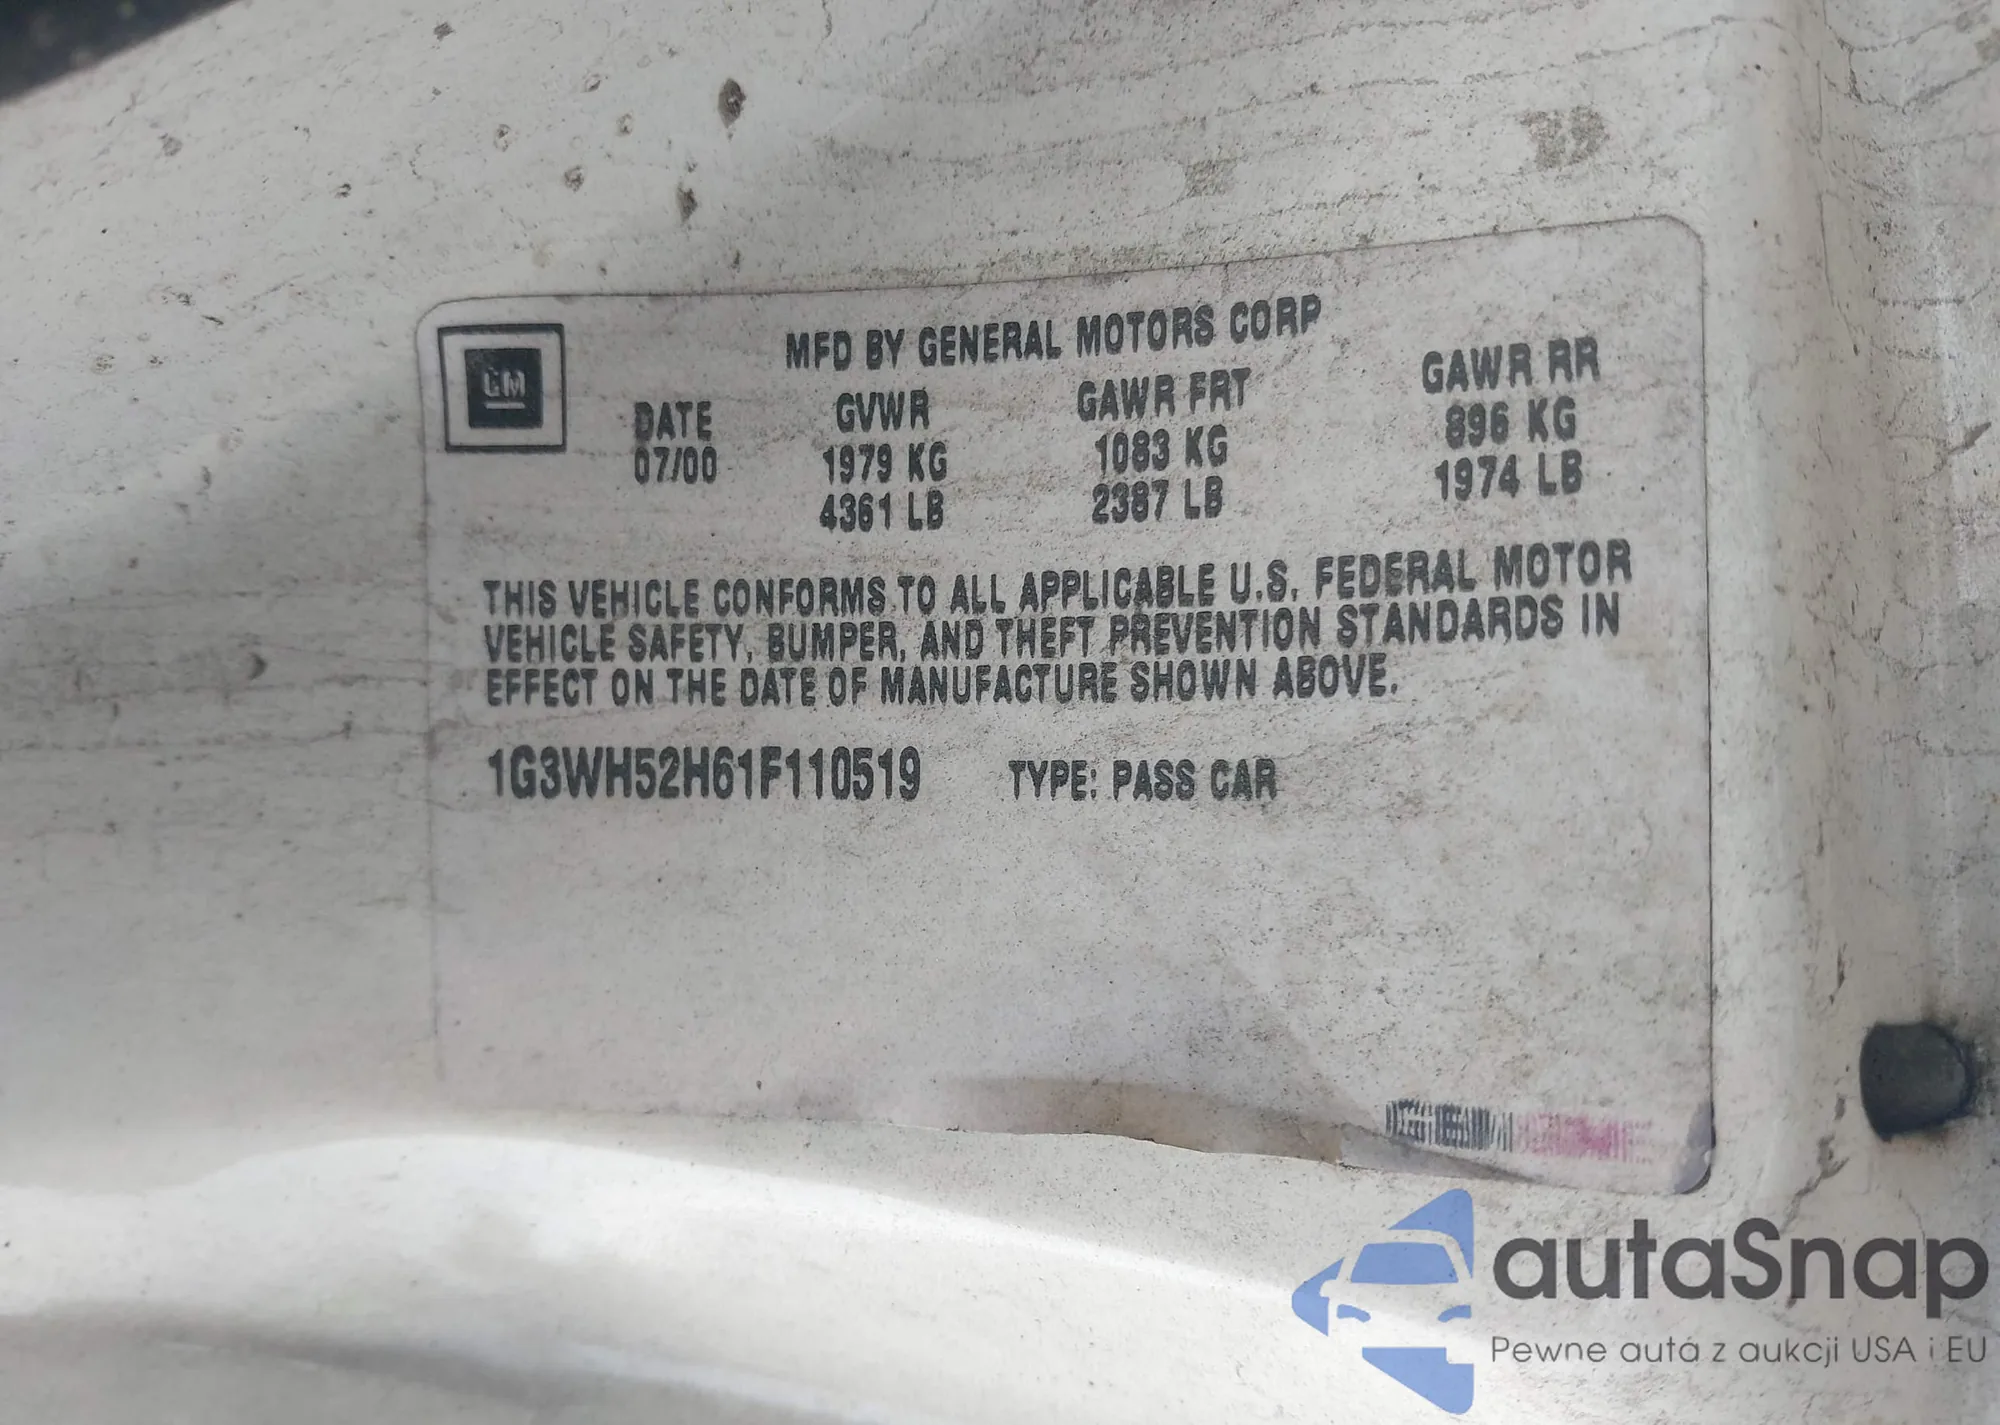 GM
MFD BY GENERAL MOTORS CORP
DATE GVWR GAWR FRT GAWR RR
07/00 1979 KG 1083 KG 896 KG
4361 LB 2387 LB 1974 LB
THIS VEHICLE CONFORMS TO ALL APPLICABLE U.S. FEDERAL MOTOR
VEHICLE SAFETY, BUMPER, AND THEFT PREVENTION STANDARDS IN
EFFECT ON THE DATE OF MANUFACTURE SHOWN ABOVE.
1G3WH52H61F110519 TYPE: PASS CAR
autaSnap
Pewne auta z aukcji USA i EU